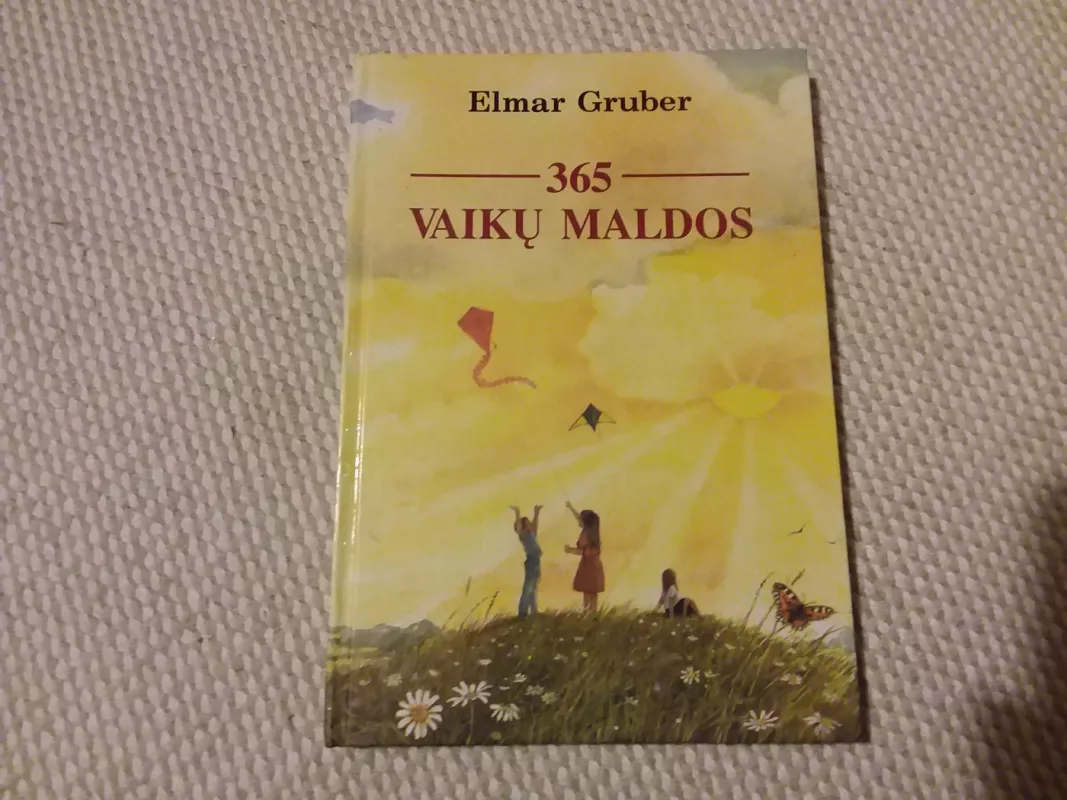 Elmar Gruber
365
VAIKŲ MALDOS